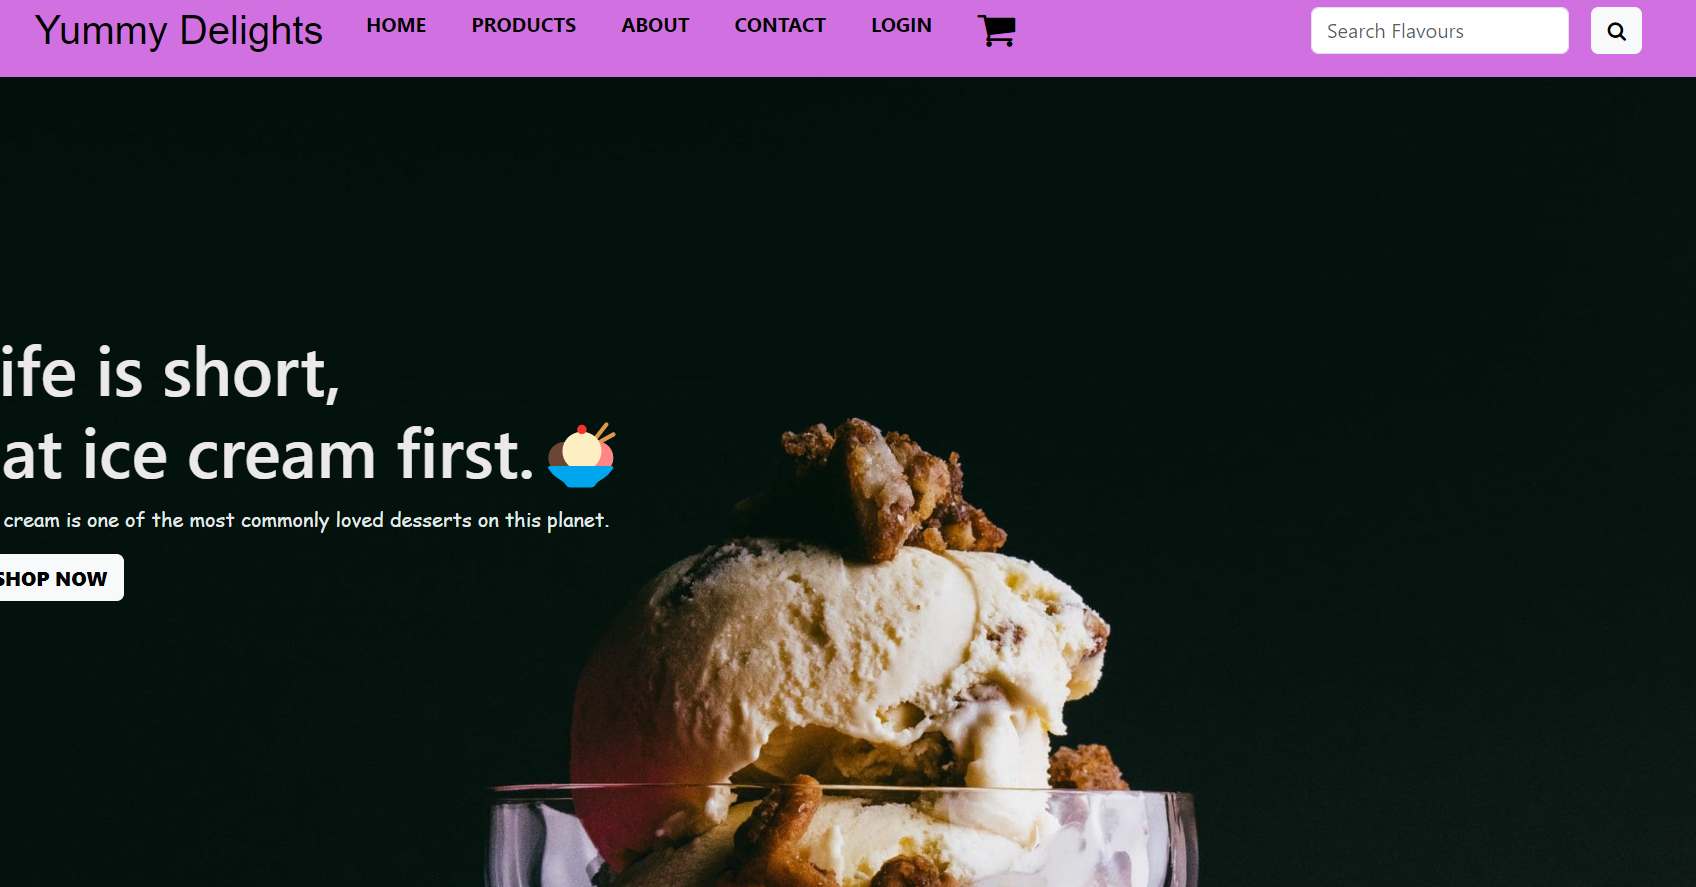 Yummy Delights HOME PRODUCTS ABOUT CONTACT LOGIN Search Flavours
ife is short,
at ice cream first.
cream is one of the most commonly loved desserts on this planet.
SHOP NOW